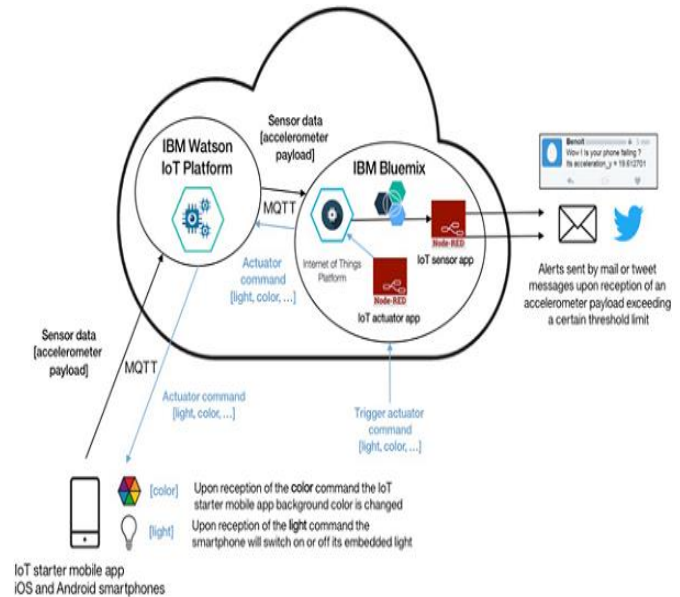 Sensor data
[accelerometer
payload]
IBM Watson
IoT Platform
IBM Bluemix
MQTT
Internet of Things
Platform
Node-RED
IoT sensor app
Node-RED
IoT actuator app
Actuator
command
[light, color, ...]
Benoit
Wow ! Is your phone falling ?
Its acceleration_y = 19.612701
Alerts sent by mail or tweet
messages upon reception of an
accelerometer payload exceeding
a certain threshold limit
Sensor data
[accelerometer
payload]
MQTT
Actuator command
[light, color, ...]
Trigger actuator
command
[light, color, ...]
[color]
Upon reception of the color command the IoT
starter mobile app background color is changed
[light]
Upon reception of the light command the
smartphone will switch on or off its embedded light
IoT starter mobile app
iOS and Android smartphones